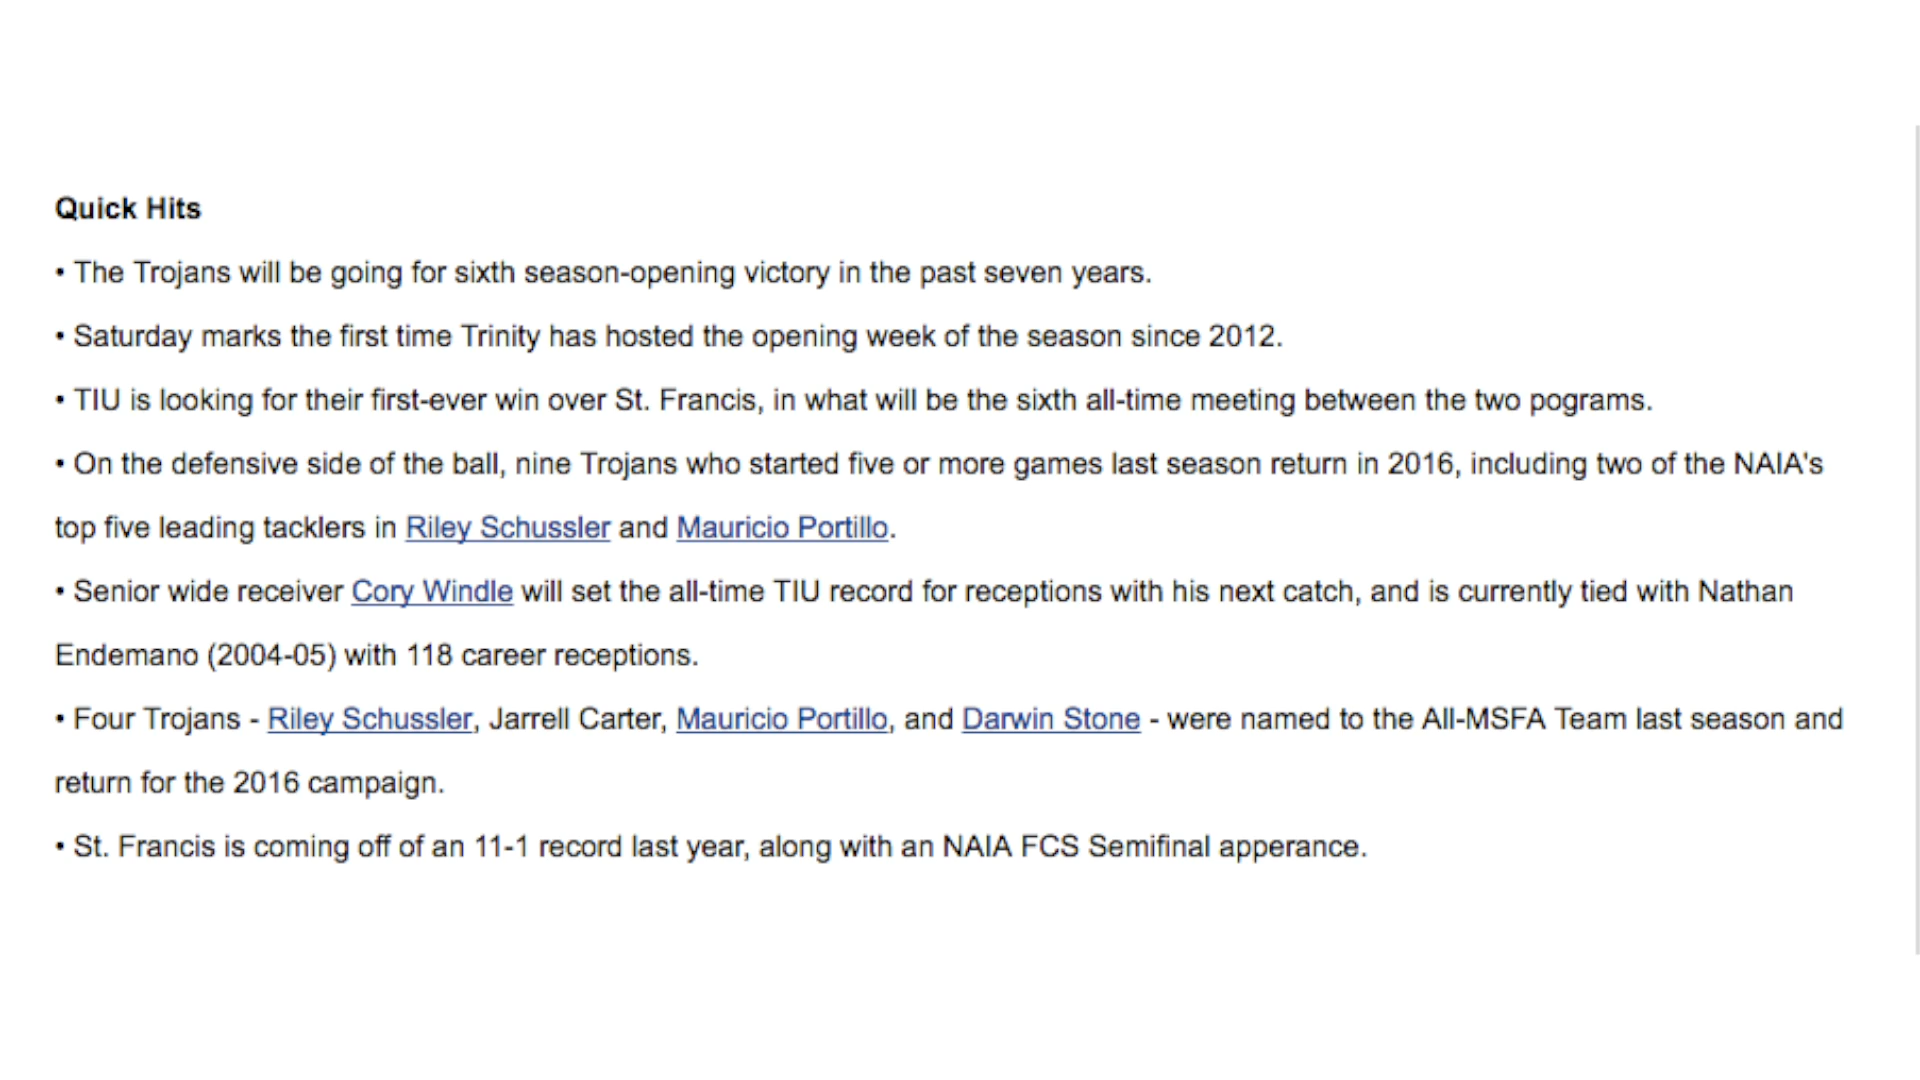 Quick Hits
• The Trojans will be going for sixth season-opening victory in the past seven years.
• Saturday marks the first time Trinity has hosted the opening week of the season since 2012.
• TIU is looking for their first-ever win over St. Francis, in what will be the sixth all-time meeting between the two pograms.
• On the defensive side of the ball, nine Trojans who started five or more games last season return in 2016, including two of the NAIA's
top five leading tacklers in Riley Schussler and Mauricio Portillo.
• Senior wide receiver Cory Windle will set the all-time TIU record for receptions with his next catch, and is currently tied with Nathan
Endemano (2004-05) with 118 career receptions.
• Four Trojans - Riley Schussler, Jarrell Carter, Mauricio Portillo, and Darwin Stone - were named to the All-MSFA Team last season and
return for the 2016 campaign.
• St. Francis is coming off of an 11-1 record last year, along with an NAIA FCS Semifinal apperance.